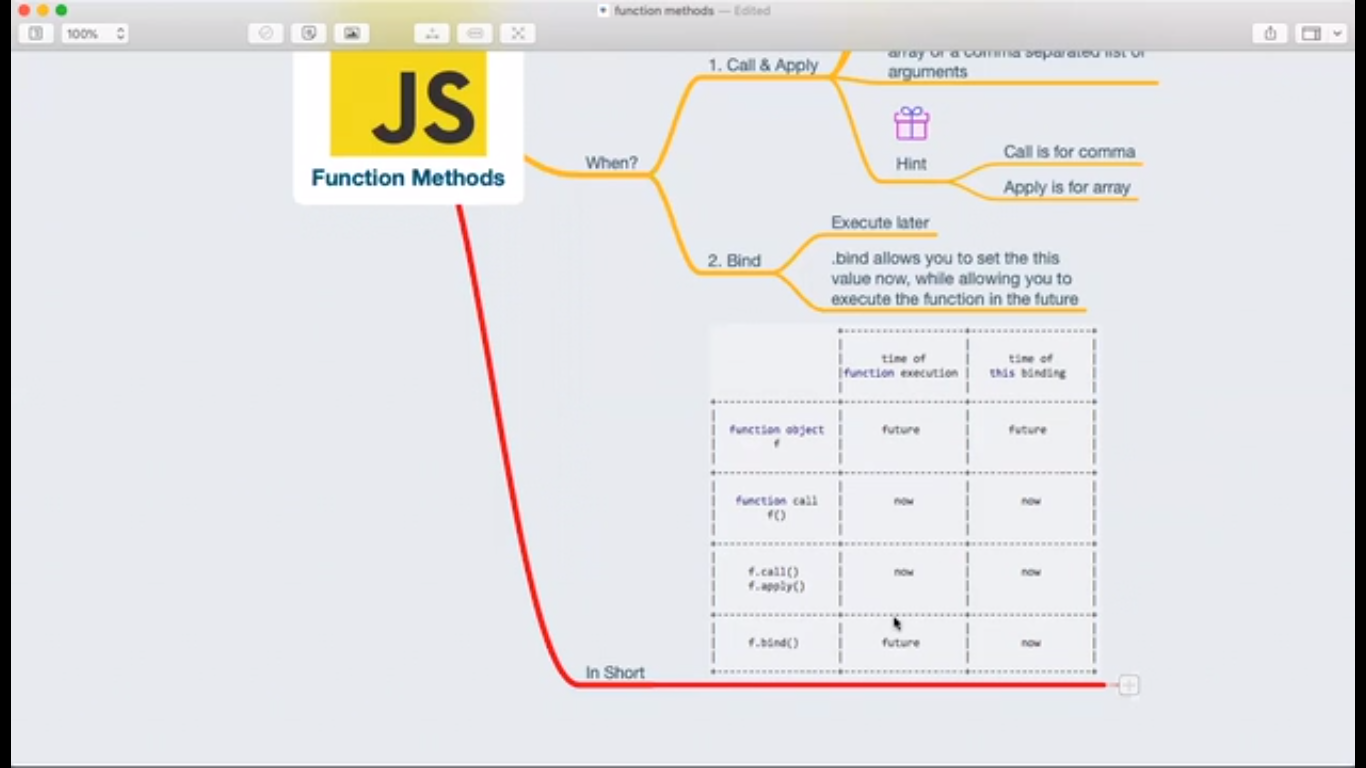 function methods — Edited
100%
JS
Function Methods
When?
1. Call & Apply
array or a comma separated list of
arguments
Hint
Call is for comma
Apply is for array
2. Bind
Execute later
.bind allows you to set the this
value now, while allowing you to
execute the function in the future
time of
function execution
time of
this binding
function object
f
future
future
function call
f()
now
now
f.call()
f.apply()
now
now
f.bind()
future
now
In Short